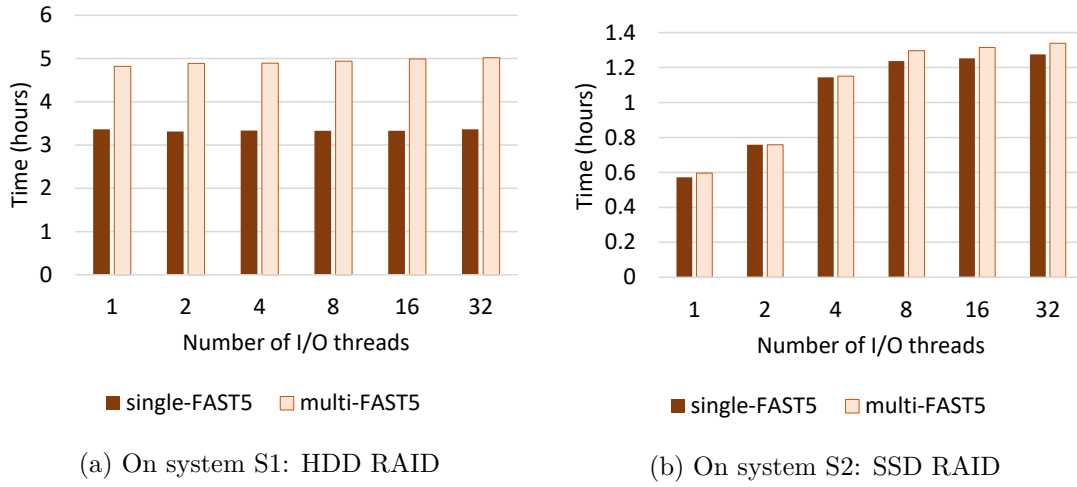 6
5
4
3
2
1
0
Time (hours)
1 2 4 8 16 32
Number of I/O threads
single-FAST5 multi-FAST5
(a) On system S1: HDD RAID
1.4
1.2
1
0.8
0.6
0.4
0.2
0
Time (hours)
1 2 4 8 16 32
Number of I/O threads
single-FAST5 multi-FAST5
(b) On system S2: SSD RAID